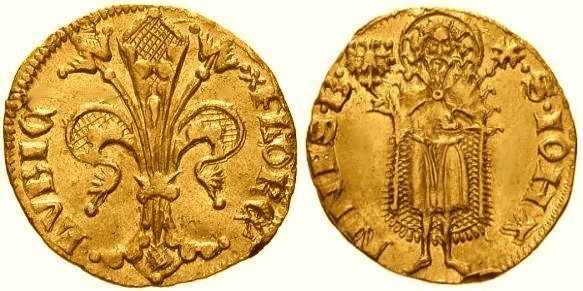 +FLORE
LVBIC
S·IOHA
NNES·B·